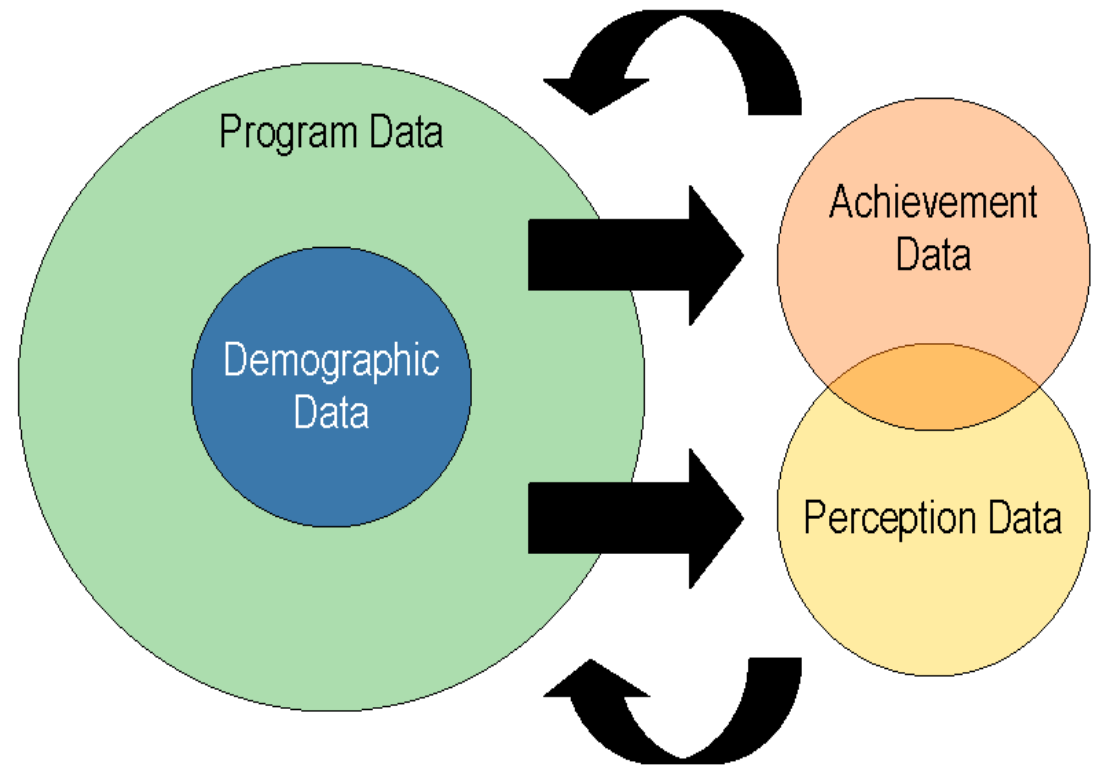 Program Data
Achievement
Data
Demographic
Data
Perception Data